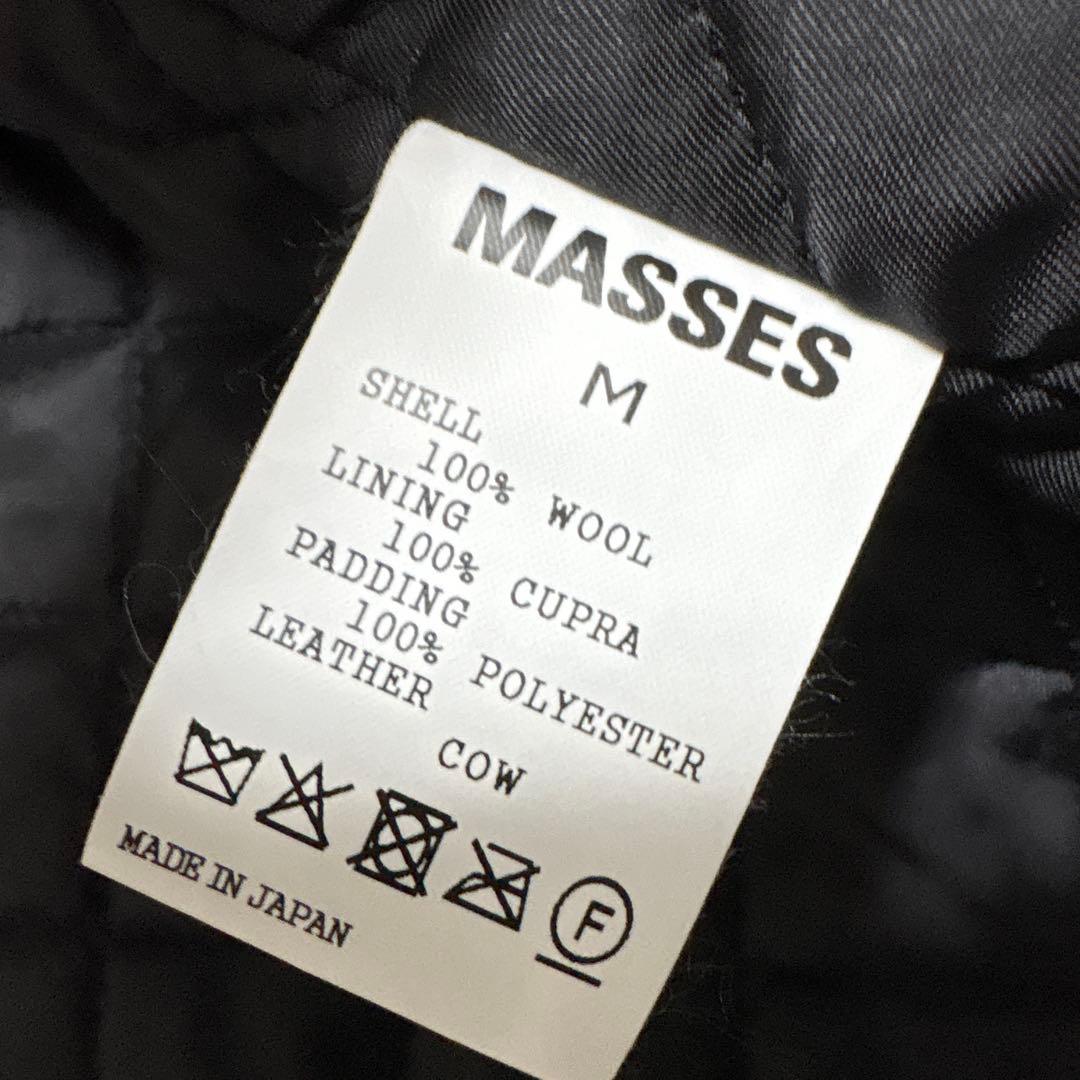 MASSES
M
SHELL
100% WOOL
LINING
100% CUPRA
PADDING
100% POLYESTER
LEATHER
COW
F
MADE IN JAPAN